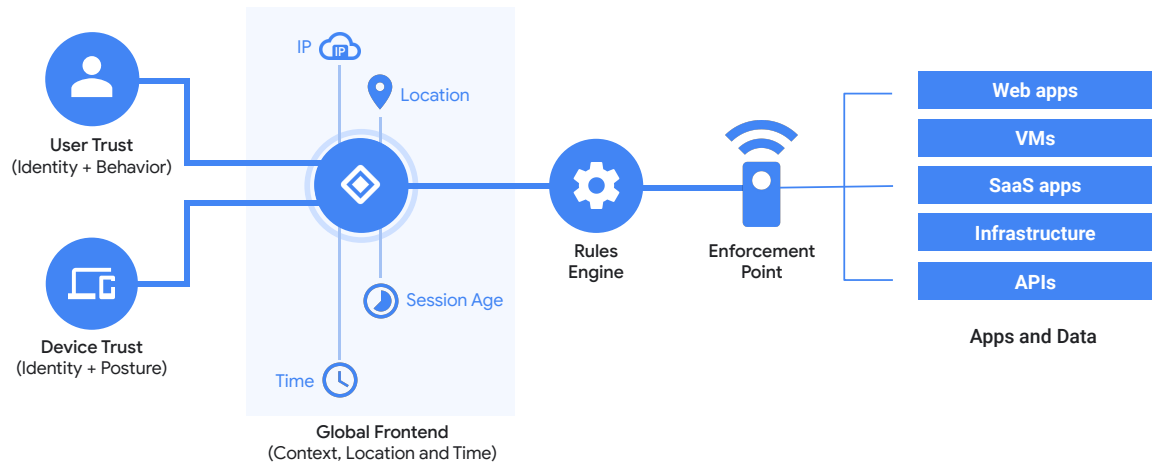 User Trust
(Identity + Behavior)
Device Trust
(Identity + Posture)
IP
IP
Location
Session Age
Time
Global Frontend
(Context, Location and Time)
Rules
Engine
Enforcement
Point
Web apps
VMs
SaaS apps
Infrastructure
APIs
Apps and Data